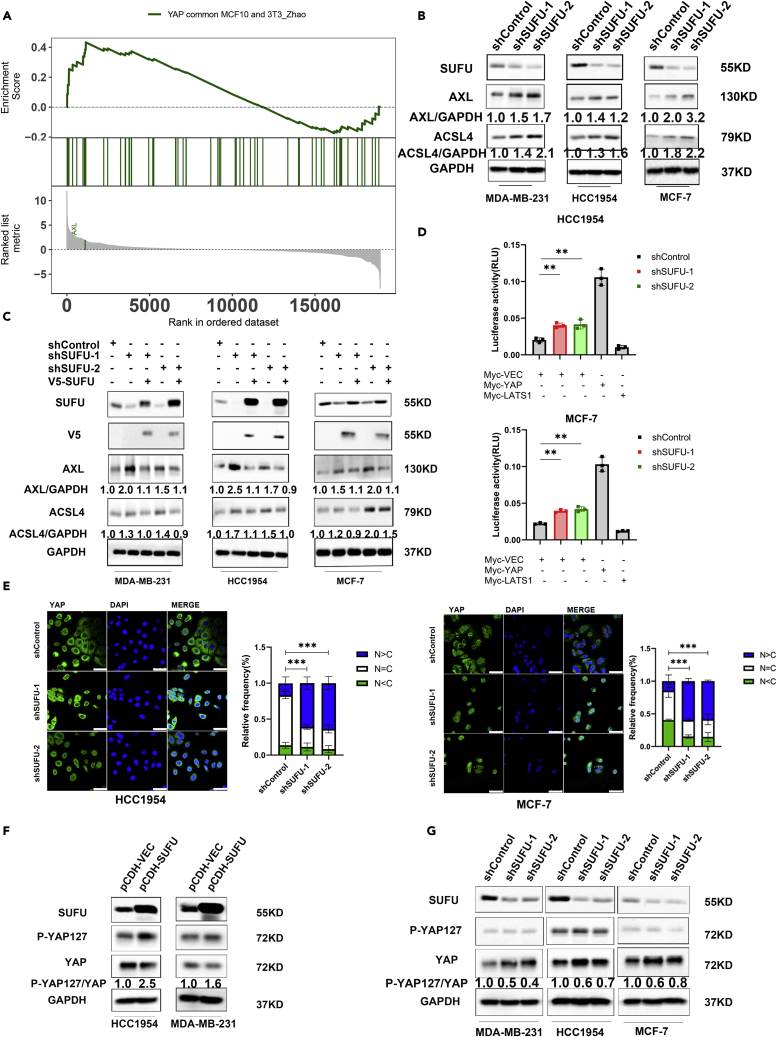 A
YAP common MCF10 and 3T3_Zhao
Enrichment
Score
0.4
0.2
0.0
−0.2
Ranked list
metric
10
5
0
−5
AXL
0 5000 10000 15000
Rank in ordered dataset
B
shControl shSUFU-1 shSUFU-2 shControl shSUFU-1 shSUFU-2 shControl shSUFU-1 shSUFU-2
SUFU 55KD
AXL 130KD
AXL/GAPDH 1.0 1.5 1.7 1.0 1.4 1.2 1.0 2.0 3.2
ACSL4 79KD
ACSL4/GAPDH 1.0 1.4 2.1 1.0 1.3 1.6 1.0 1.8 2.2
GAPDH 37KD
MDA-MB-231 HCC1954 MCF-7
C
shControl + - - - - + - - - - + - - - -
shSUFU-1 - + + - - - + + - - - + + - -
shSUFU-2 - - - + + - - - + + - - - + +
V5-SUFU - - + - + - - + - + - - + - +
SUFU 55KD
V5 55KD
AXL 130KD
AXL/GAPDH 1.0 2.0 1.1 1.5 1.1 1.0 2.5 1.1 1.7 0.9 1.0 1.5 1.1 2.0 1.1
ACSL4 79KD
ACSL4/GAPDH 1.0 1.3 1.0 1.4 0.9 1.0 1.7 1.1 1.5 1.0 1.0 1.2 0.9 2.0 1.5
GAPDH 37KD
MDA-MB-231 HCC1954 MCF-7
D
HCC1954
Luciferase activity(RLU)
0.15
0.10
0.05
0.00
** **
shControl
shSUFU-1
shSUFU-2
Myc-VEC + + + - -
Myc-YAP - - - + -
Myc-LATS1 - - - - +
MCF-7
Luciferase activity(RLU)
0.15
0.10
0.05
0.00
** **
shControl
shSUFU-1
shSUFU-2
Myc-VEC + + + - -
Myc-YAP - - - + -
Myc-LATS1 - - - - +
E
YAP DAPI MERGE
shControl
shSUFU-1
shSUFU-2
HCC1954
Relative frequency(%)
1.5
1.0
0.5
0.0
***
***
N>C
N=C
N<C
shControl shSUFU-1 shSUFU-2
YAP DAPI MERGE
shControl
shSUFU-1
shSUFU-2
MCF-7
Relative frequency(%)
1.5
1.0
0.5
0.0
***
***
N>C
N=C
N<C
shControl shSUFU-1 shSUFU-2
F
pCDH-VEC pCDH-SUFU pCDH-VEC pCDH-SUFU
SUFU 55KD
P-YAP127 72KD
YAP 72KD
P-YAP127/YAP 1.0 2.5 1.0 1.6
GAPDH 37KD
HCC1954 MDA-MB-231
G
shControl shSUFU-1 shSUFU-2 shControl shSUFU-1 shSUFU-2 shControl shSUFU-1 shSUFU-2
SUFU 55KD
P-YAP127 72KD
YAP 72KD
P-YAP127/YAP 1.0 0.5 0.4 1.0 0.6 0.7 1.0 0.6 0.8
GAPDH 37KD
MDA-MB-231 HCC1954 MCF-7